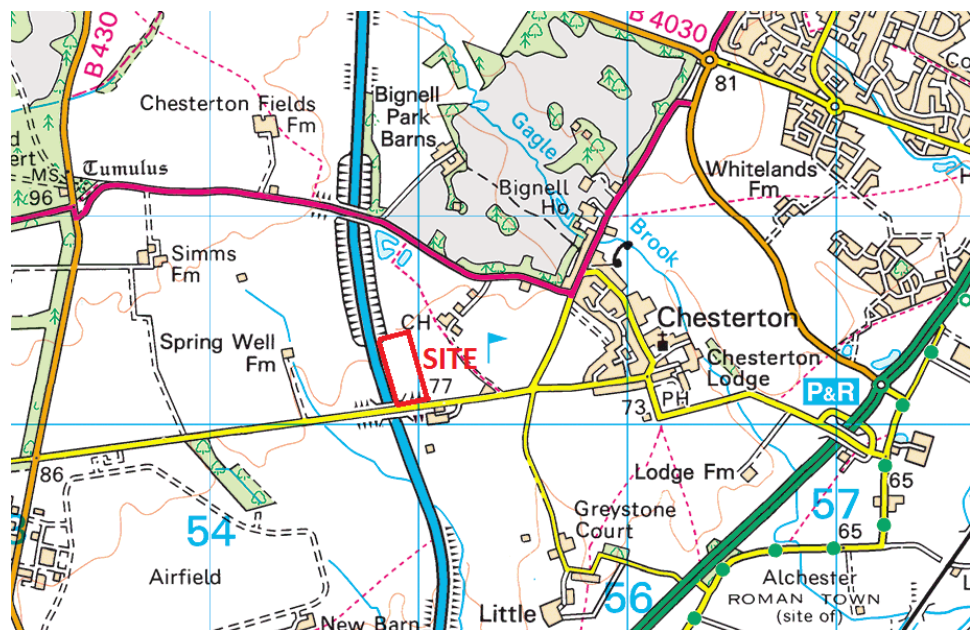 B 430
B 4030
81
Co
Chesterton Fields
Fm
Bignell
Park
Barns
Gagle
Brook
Whitelands
Fm
H
ert
MS
96
Tumulus
Bignell
Ho
Simms
Fm
CH
SITE
77
Spring Well
Fm
Chesterton
Chesterton
Lodge
P&R
73
PH
86
Lodge Fm
65
57
54
Greystone
Court
65
Airfield
56
Alchester
ROMAN TOWN
(site of)
Little
New Barn